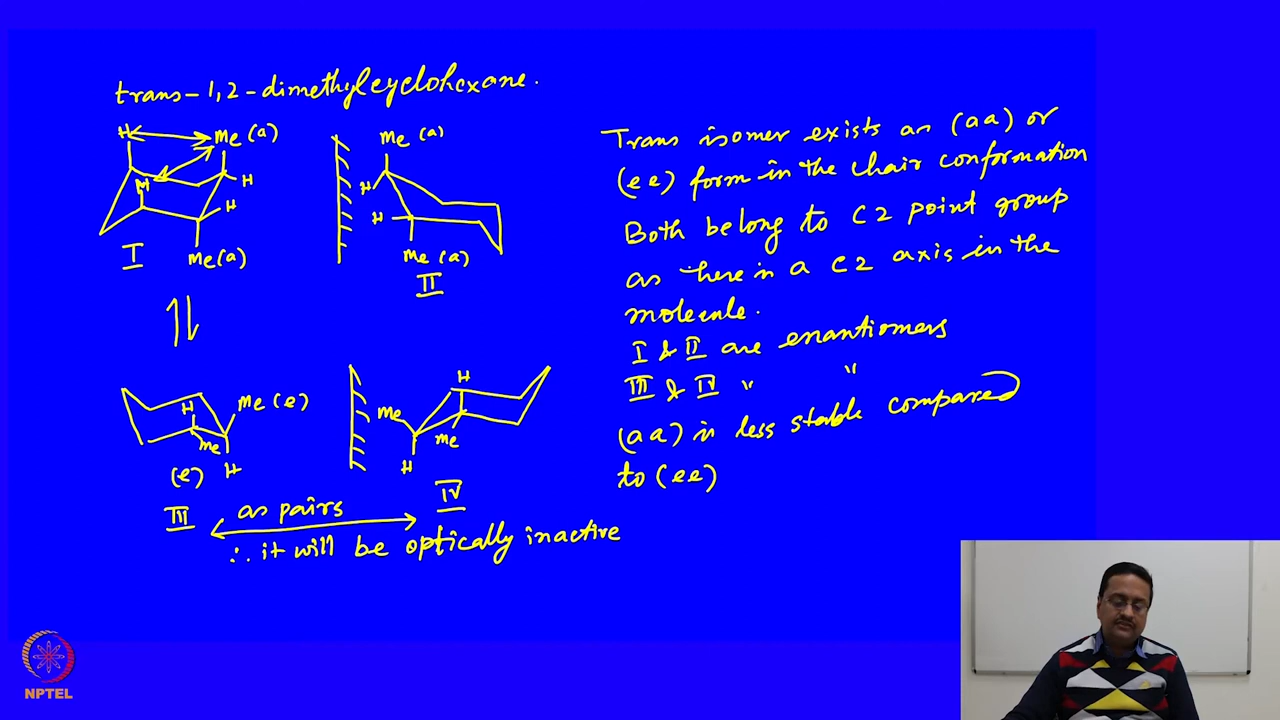 trans-1,2-dimethylcyclohexane.
H Me (a)
H H
H
Me(a)
I
Me (a)
H
H
Me (a)
II
H Me (e)
Me
(e) H
III
H
Me
Me
H
IV
as pairs
∴ it will be optically inactive
Trans isomer exists as (aa) or
(ee) form in the chair conformation
Both belong to C2 point group
as there is a C2 axis in the
molecule.
I & II are enantiomers
III & IV " "
(aa) is less stable compared
to (ee)
NPTEL